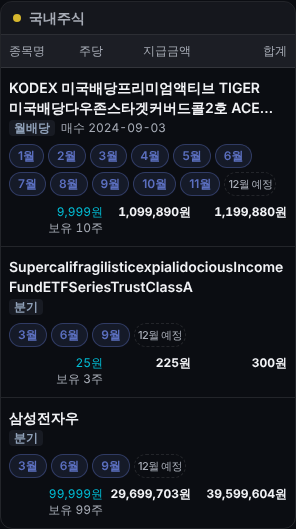 국내주식
종목명 주당 지급금액 합계
KODEX 미국배당프리미엄액티브 TIGER
미국배당다우존스타겟커버드콜2호 ACE...
월배당 매수 2024-09-03
1월 2월 3월 4월 5월 6월
7월 8월 9월 10월 11월 12월 예정
9,999원 1,099,890원 1,199,880원
보유 10주
SupercalifragilisticexpialidociousIncome
FundETFSeriesTrustClassA
분기
3월 6월 9월 12월 예정
25원 225원 300원
보유 3주
삼성전자우
분기
3월 6월 9월 12월 예정
99,999원 29,699,703원 39,599,604원
보유 99주